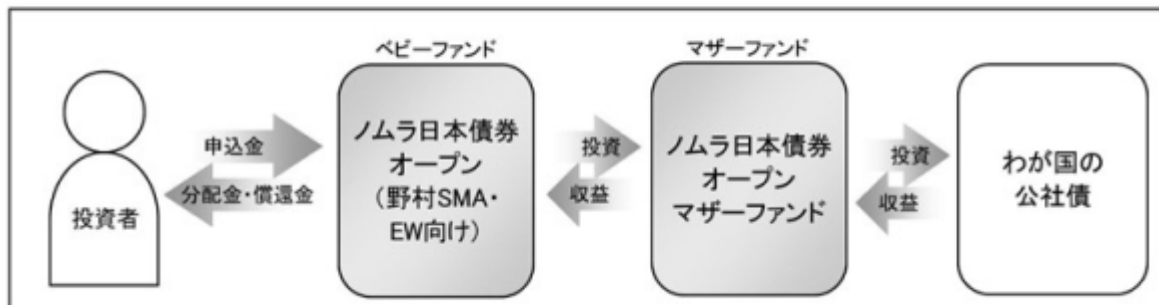 ベビーファンド
マザーファンド
投資者
申込金
分配金・償還金
ノムラ日本債券
オープン
(野村SMA・
EW向け)
投資
収益
ノムラ日本債券
オープン
マザーファンド
投資
収益
わが国の
公社債